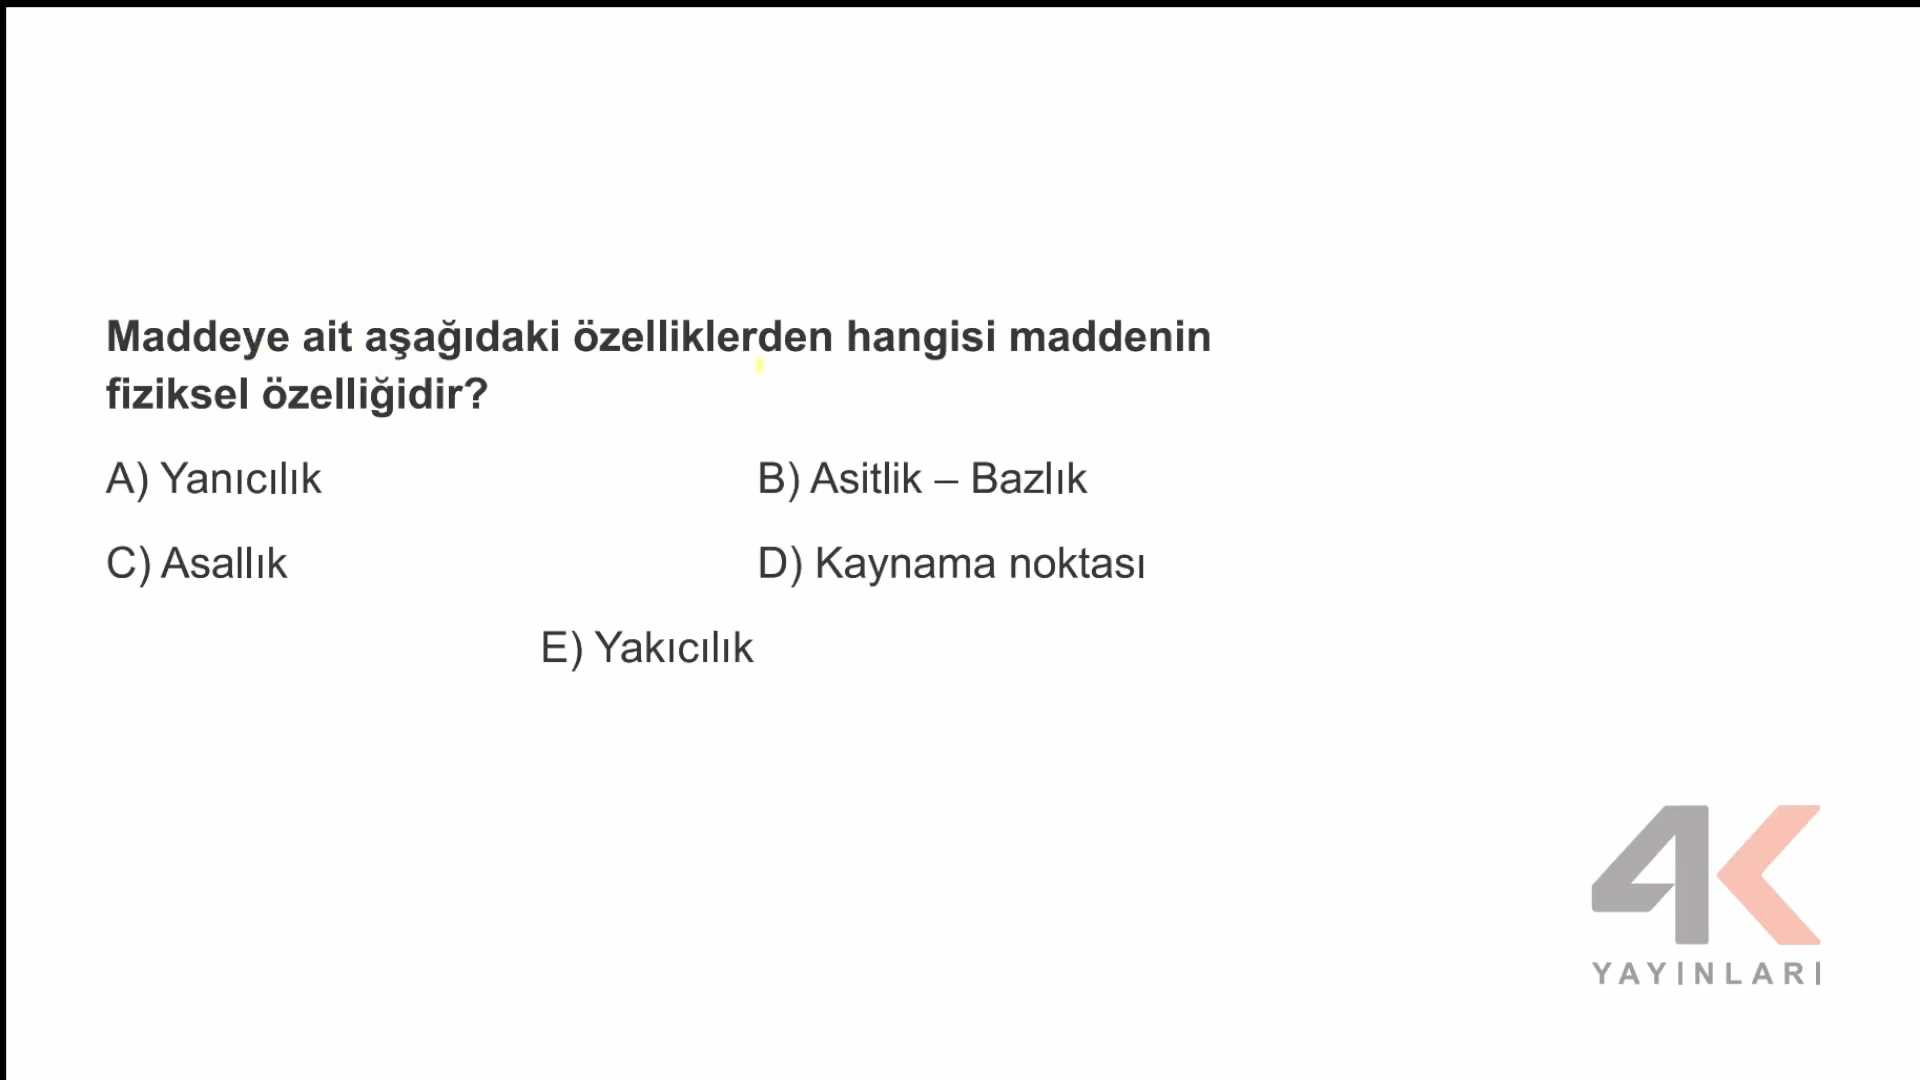 Maddeye ait aşağıdaki özelliklerden hangisi maddenin
fiziksel özelliğidir?
A) Yanıcılık
B) Asitlik – Bazlık
C) Asallık
D) Kaynama noktası
E) Yakıcılık
4K
YAYINLARI